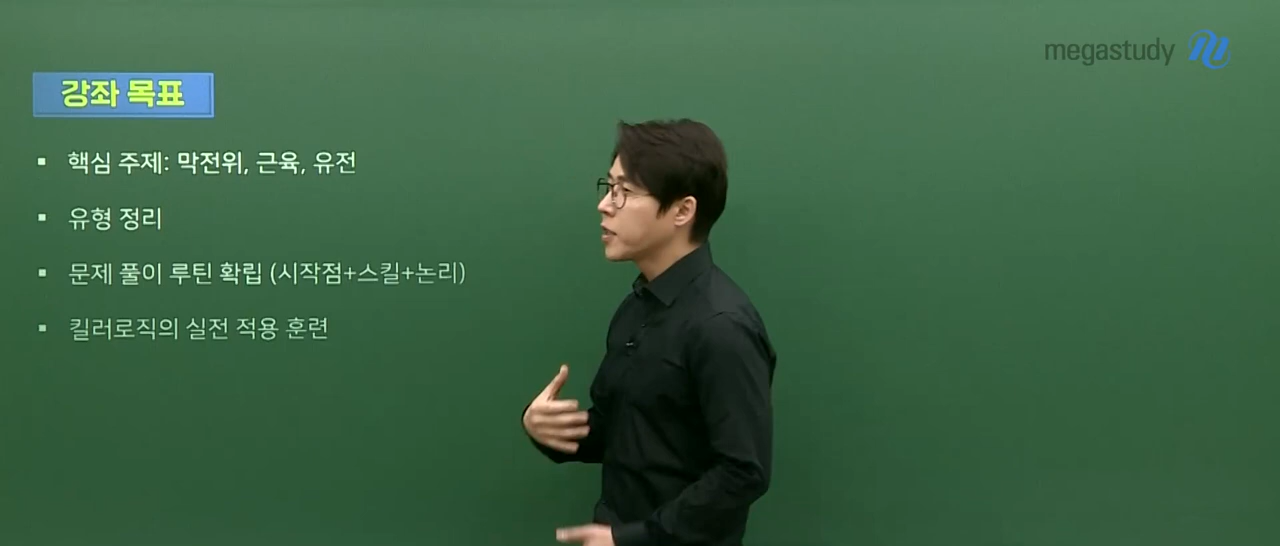 megastudy
강좌 목표
▪ 핵심 주제: 막전위, 근육, 유전
▪ 유형 정리
▪ 문제 풀이 루틴 확립 (시작점+스킬+논리)
▪ 킬러로직의 실전 적용 훈련